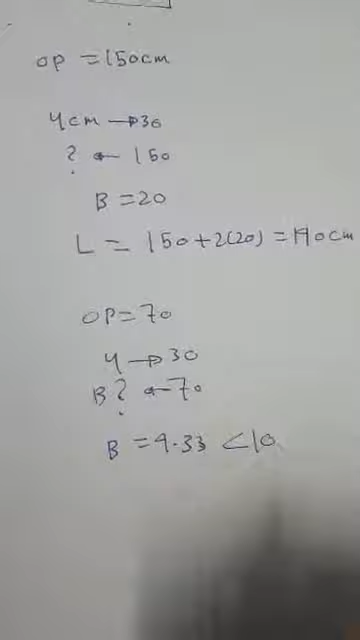 OP = 150cm
4cm → 30
? ← 150
B = 20
L = 150 + 2(20) = 190cm
OP = 70
4 → 30
B ? ← 70
B = 9.33 < 10